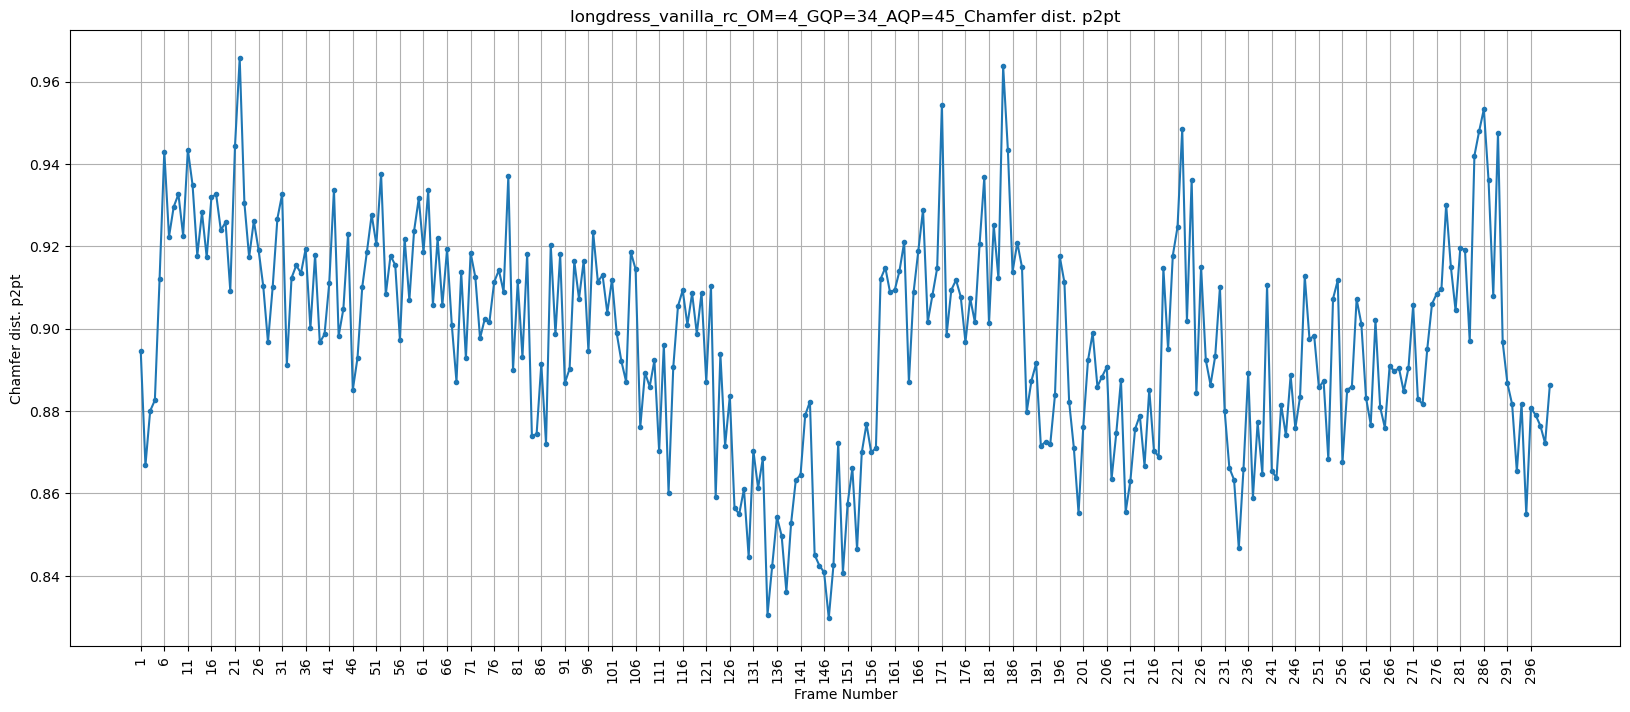 longdress_vanilla_rc_OM=4_GQP=34_AQP=45_Chamfer dist. p2pt
Chamfer dist. p2pt
0.96
0.94
0.92
0.90
0.88
0.86
0.84
1 6 11 16 21 26 31 36 41 46 51 56 61 66 71 76 81 86 91 96 101 106 111 116 121 126 131 136 141 146 151 156 161 166 171 176 181 186 191 196 201 206 211 216 221 226 231 236 241 246 251 256 261 266 271 276 281 286 291 296
Frame Number